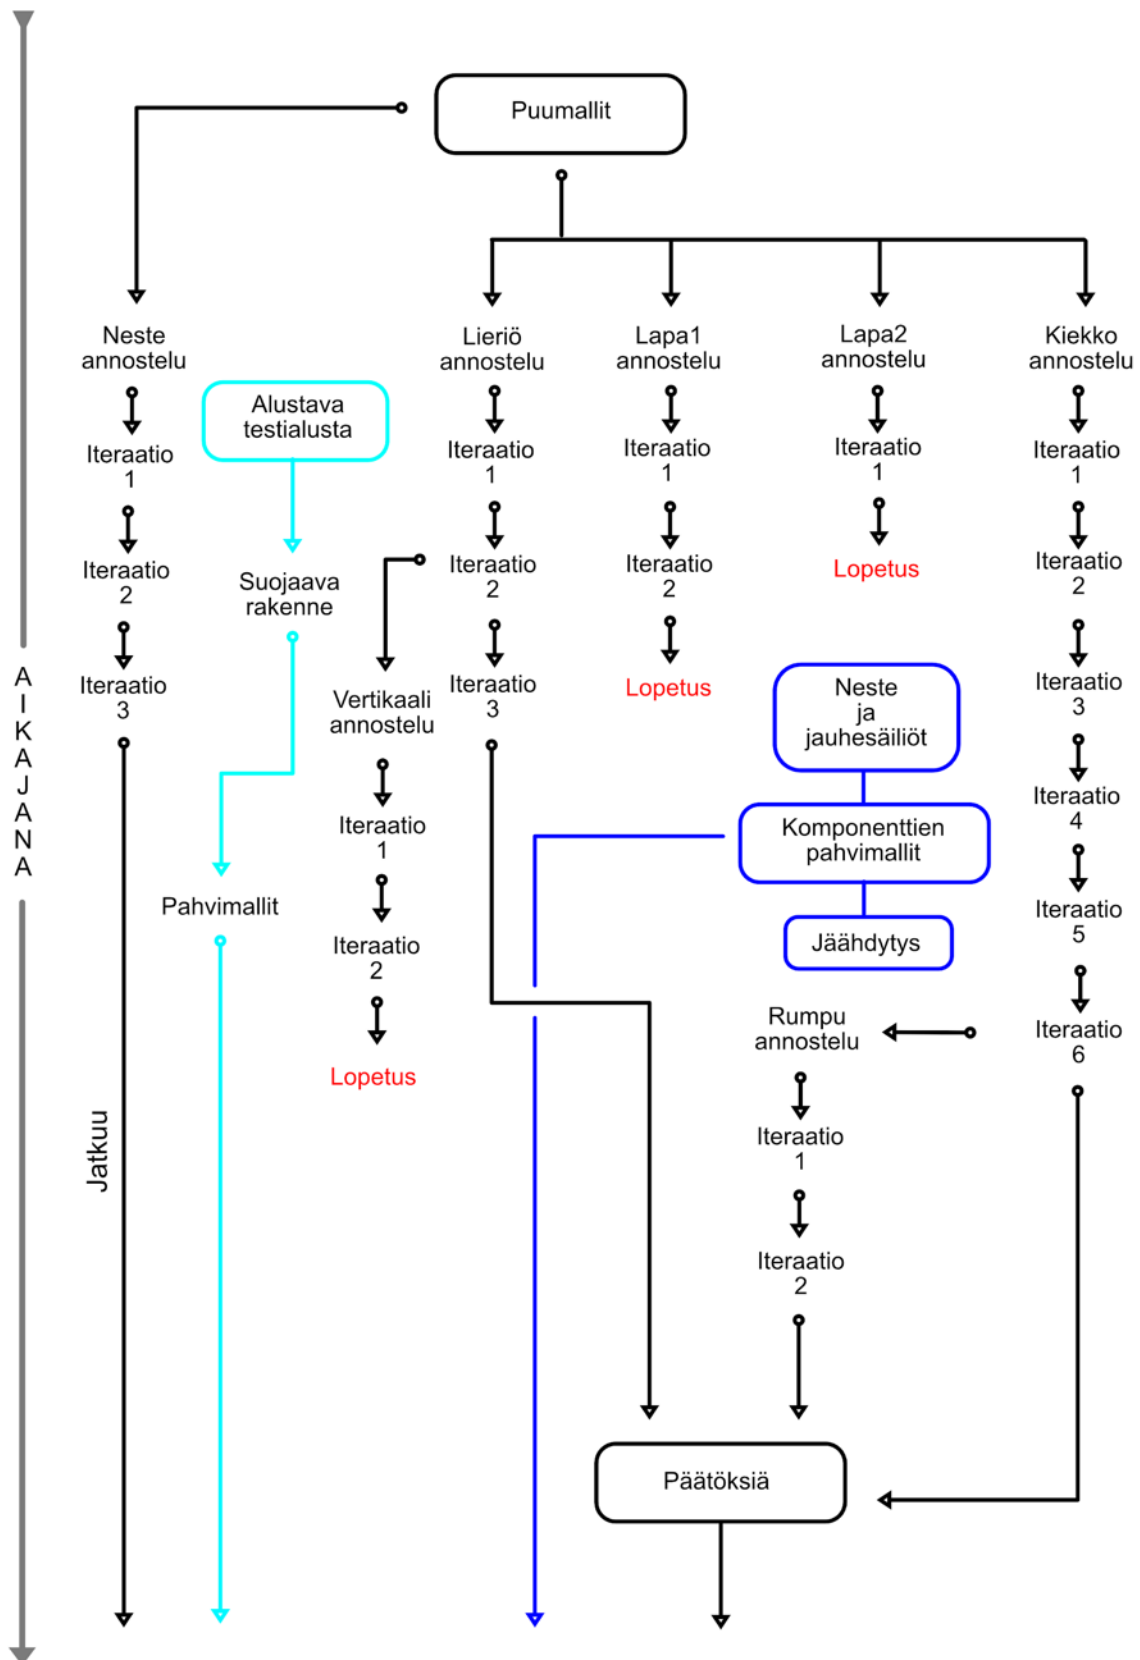 Puumallit
Neste
annostelu
Lieriö
annostelu
Lapa1
annostelu
Lapa2
annostelu
Kiekko
annostelu
Alustava
testialusta
Iteraatio
1
Iteraatio
1
Iteraatio
1
Iteraatio
1
Iteraatio
1
Iteraatio
2
Suojaava
rakenne
Iteraatio
2
Iteraatio
2
Lopetus
Iteraatio
2
Iteraatio
3
Vertikaali
annostelu
Iteraatio
3
Lopetus
Neste
ja
jauhesäiliöt
Iteraatio
3
AIKAJANA
Iteraatio
1
Komponenttien
pahvimallit
Iteraatio
4
Pahvimallit
Iteraatio
2
Jäähdytys
Iteraatio
5
Lopetus
Rumpu
annostelu
Iteraatio
6
Jatkuu
Iteraatio
1
Iteraatio
2
Päätöksiä